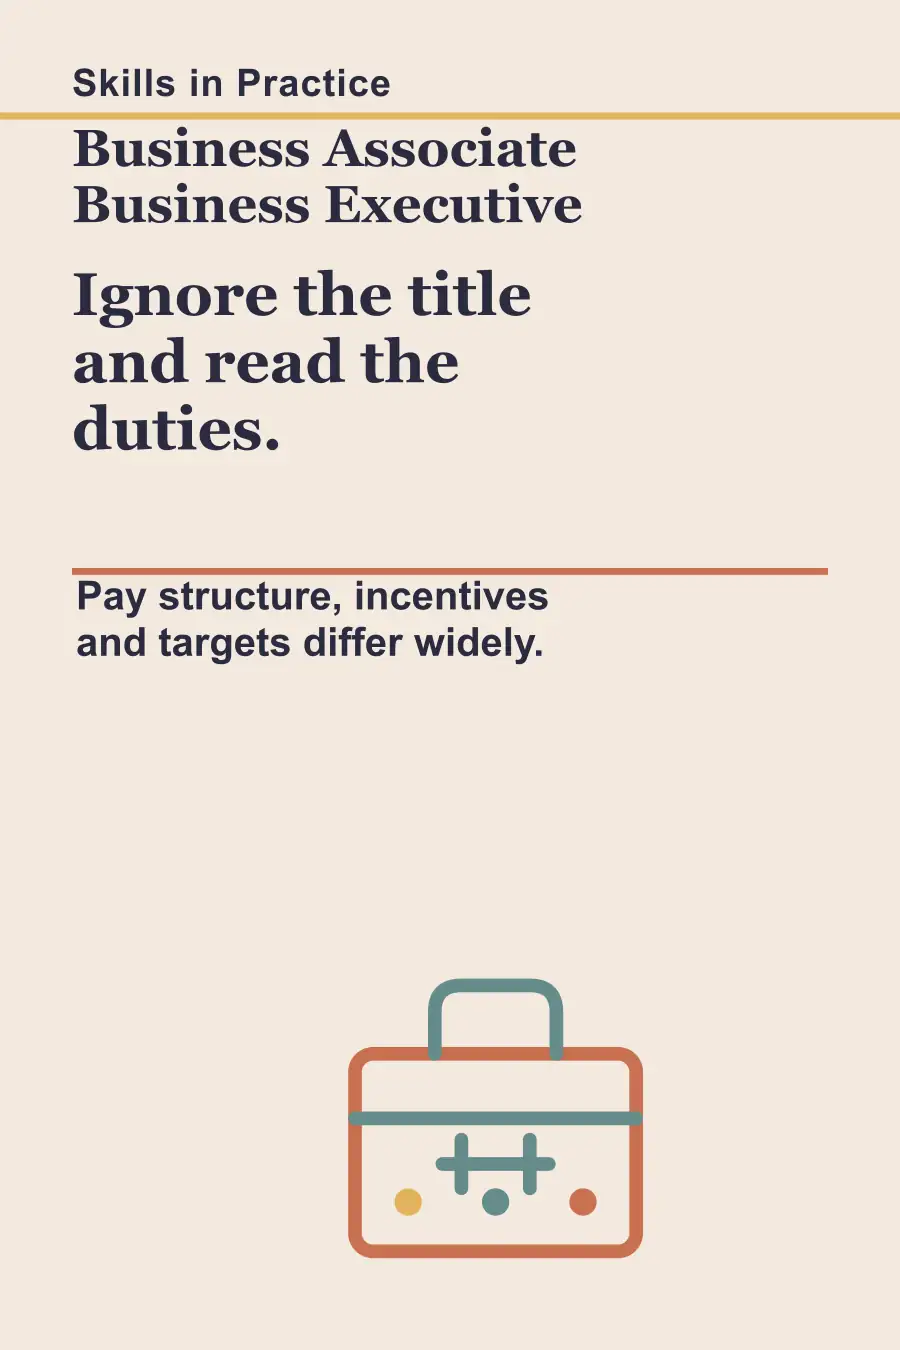 Skills in Practice
Business Associate
Business Executive
Ignore the title
and read the
duties.
Pay structure, incentives
and targets differ widely.